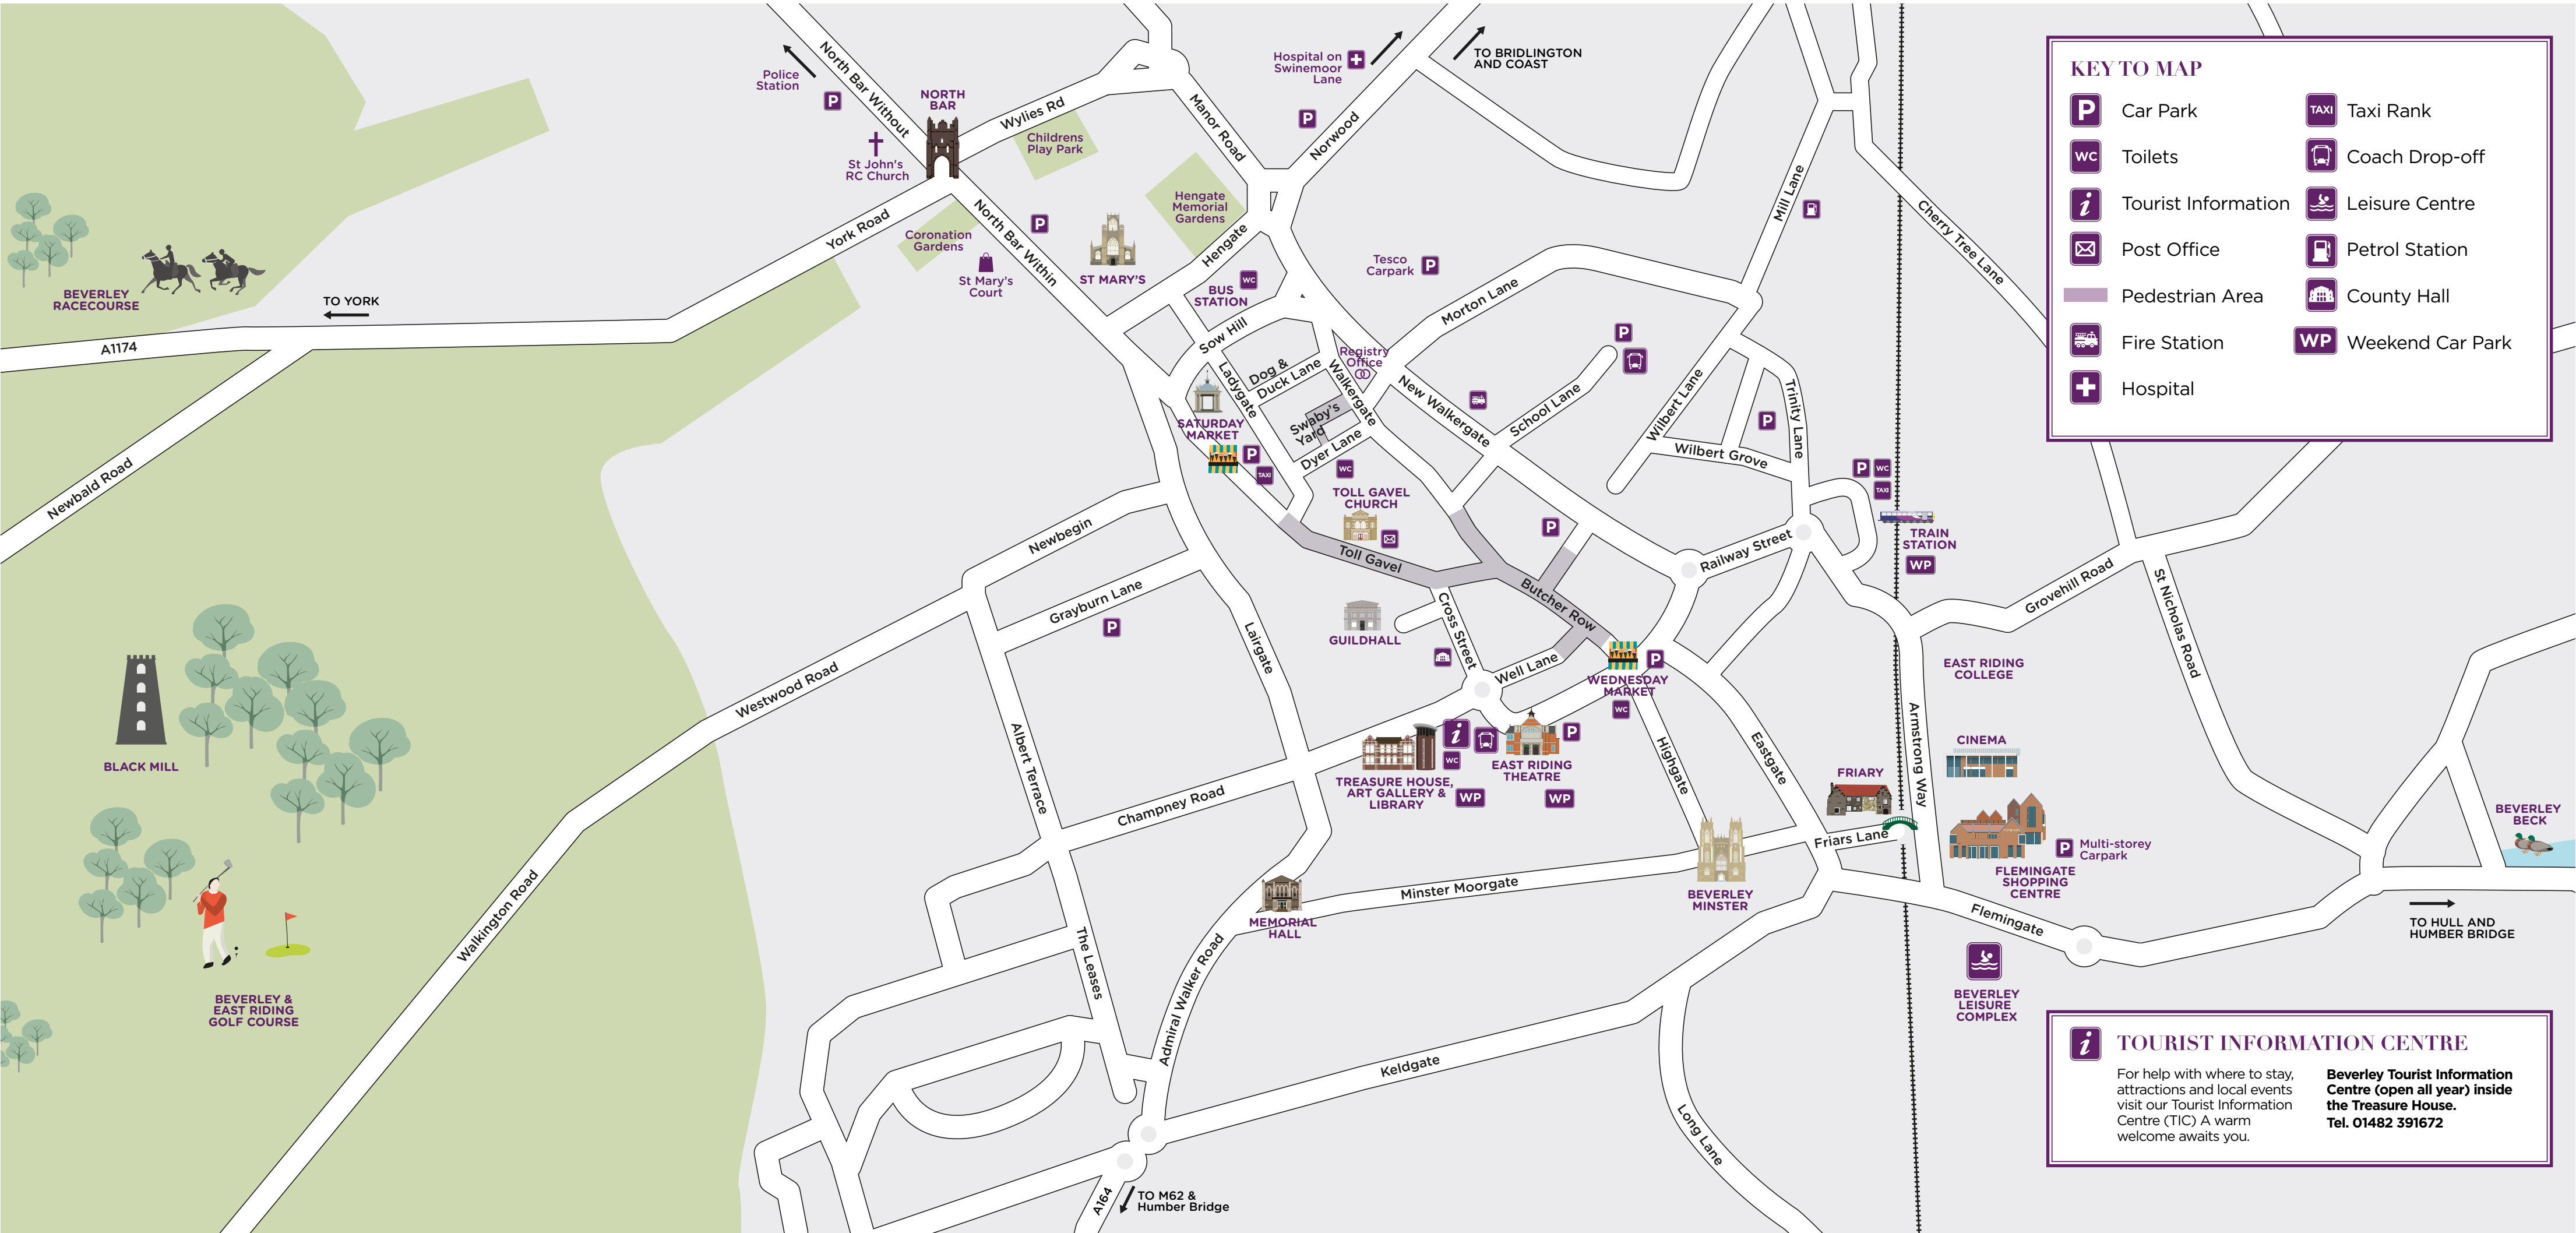 North Bar Without
Police
Station
P
NORTH
BAR
St John's
RC Church
Wylies Rd
Childrens
Play Park
Manor Road
Hospital on
Swinemoor
Lane
TO BRIDLINGTON
AND COAST
P
Norwood
Hengate
Memorial
Gardens
Hengate
York Road
Coronation
Gardens
St Mary's
Court
North Bar Within
P
ST MARY'S
BUS
STATION
WC
Tesco
Carpark
P
Mill Lane
Cherry Tree Lane
BEVERLEY
RACECOURSE
TO YORK
A1174
Newbald Road
Sow Hill
Dog &
Duck Lane
Ladygate
Swaby's
Yard
Dyer Lane
Walkergate
Registry
Office
Morton Lane
New Walkergate
School Lane
P
Wilbert Lane
Wilbert Grove
Trinity Lane
P
SATURDAY
MARKET
P
TAXI
WC
TOLL GAVEL
CHURCH
Toll Gavel
P
Butcher Row
Railway Street
P
WC
TAXI
TRAIN
STATION
WP
Newbegin
Grayburn Lane
P
Lairgate
GUILDHALL
Cross Street
Well Lane
WEDNESDAY
MARKET
P
WC
Grovehill Road
St Nicholas Road
EAST RIDING
COLLEGE
Westwood Road
BLACK MILL
Albert Terrace
Champney Road
TREASURE HOUSE,
ART GALLERY &
LIBRARY
i
WC
WP
EAST RIDING
THEATRE
P
WP
Highgate
Eastgate
Armstrong Way
CINEMA
FRIARY
Friars Lane
P
Multi-storey
Carpark
FLEMINGATE
SHOPPING
CENTRE
BEVERLEY
BECK
Walkington Road
BEVERLEY &
EAST RIDING
GOLF COURSE
MEMORIAL
HALL
Minster Moorgate
BEVERLEY
MINSTER
Flemingate
TO HULL AND
HUMBER BRIDGE
BEVERLEY
LEISURE
COMPLEX
The Leases
Admiral Walker Road
Keldgate
Long Lane
A164
TO M62 &
Humber Bridge
KEY TO MAP
P Car Park
WC Toilets
i Tourist Information
Post Office
Pedestrian Area
Fire Station
Hospital
TAXI Taxi Rank
Coach Drop-off
Leisure Centre
Petrol Station
County Hall
WP Weekend Car Park
i TOURIST INFORMATION CENTRE
For help with where to stay,
attractions and local events
visit our Tourist Information
Centre (TIC) A warm
welcome awaits you.
Beverley Tourist Information
Centre (open all year) inside
the Treasure House.
Tel. 01482 391672